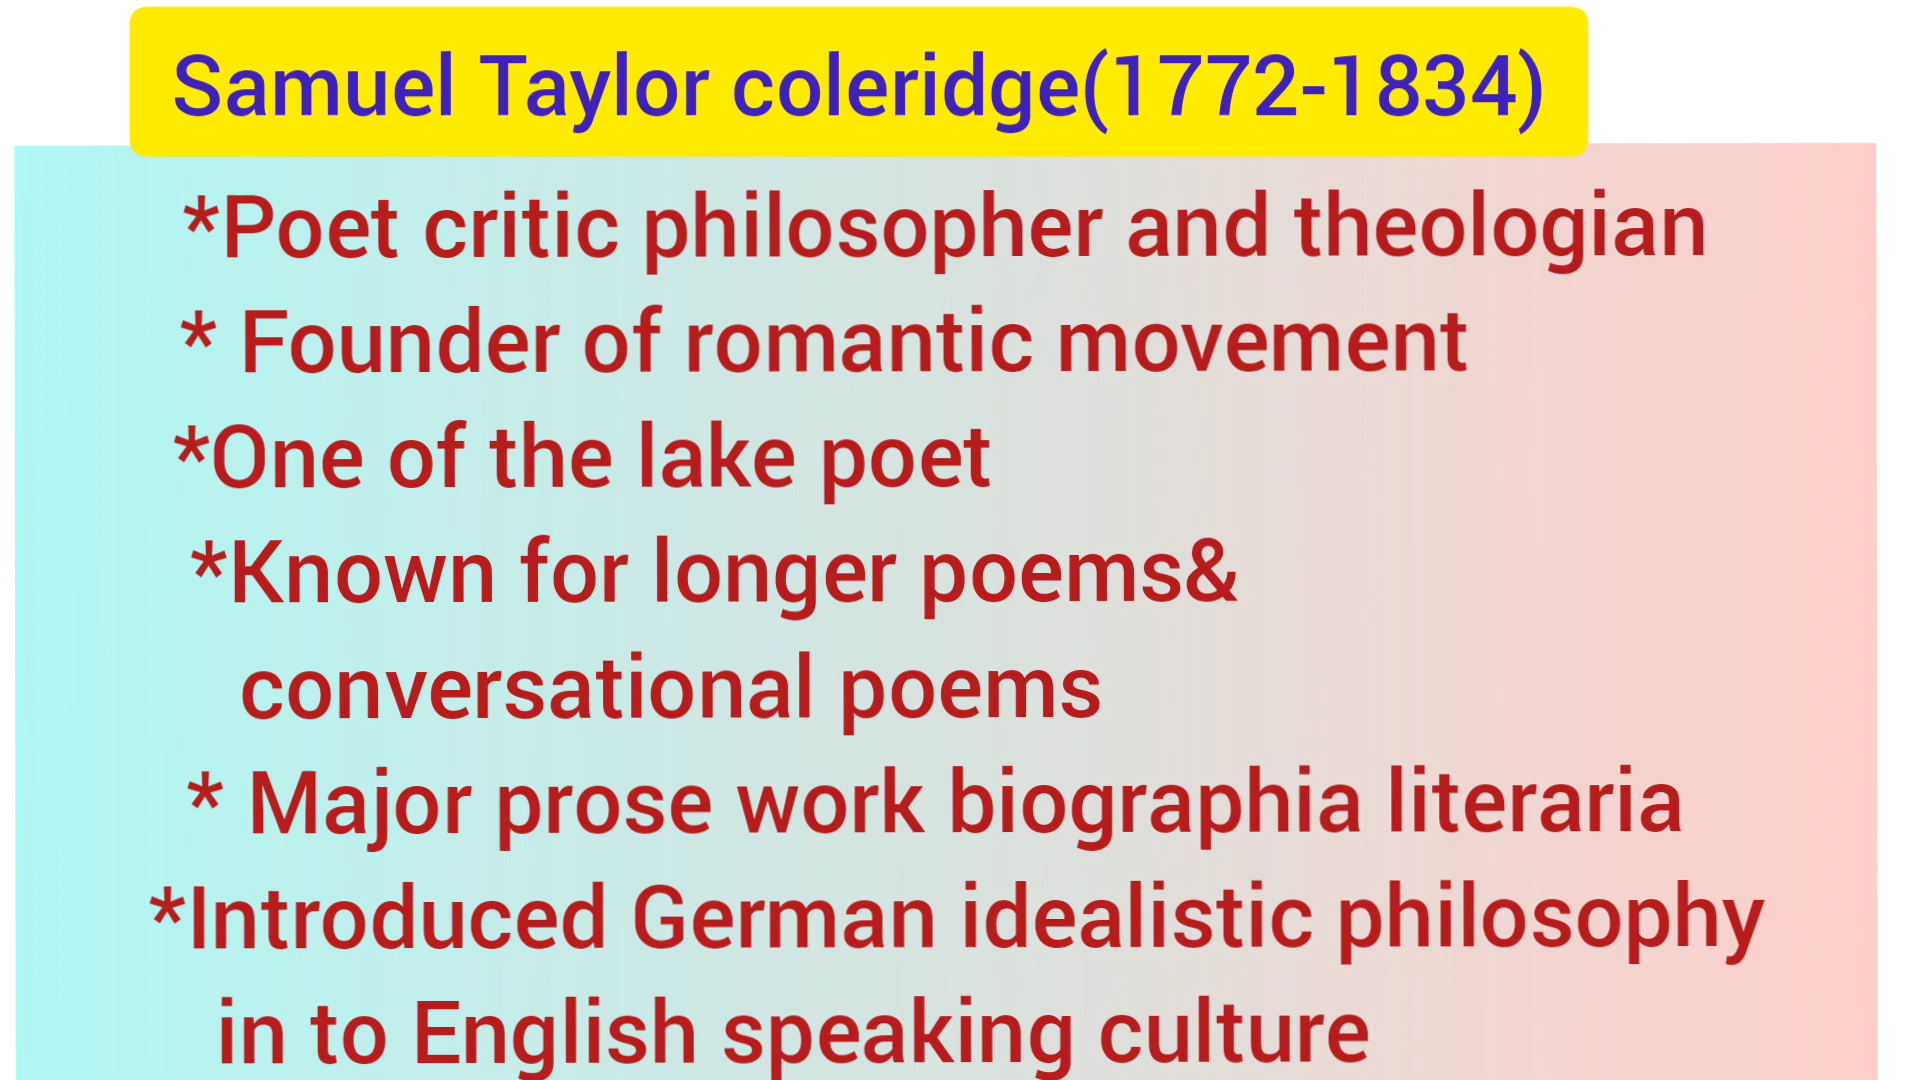 Samuel Taylor coleridge(1772-1834)
*Poet critic philosopher and theologian
* Founder of romantic movement
*One of the lake poet
*Known for longer poems&
conversational poems
* Major prose work biographia literaria
*Introduced German idealistic philosophy
in to English speaking culture